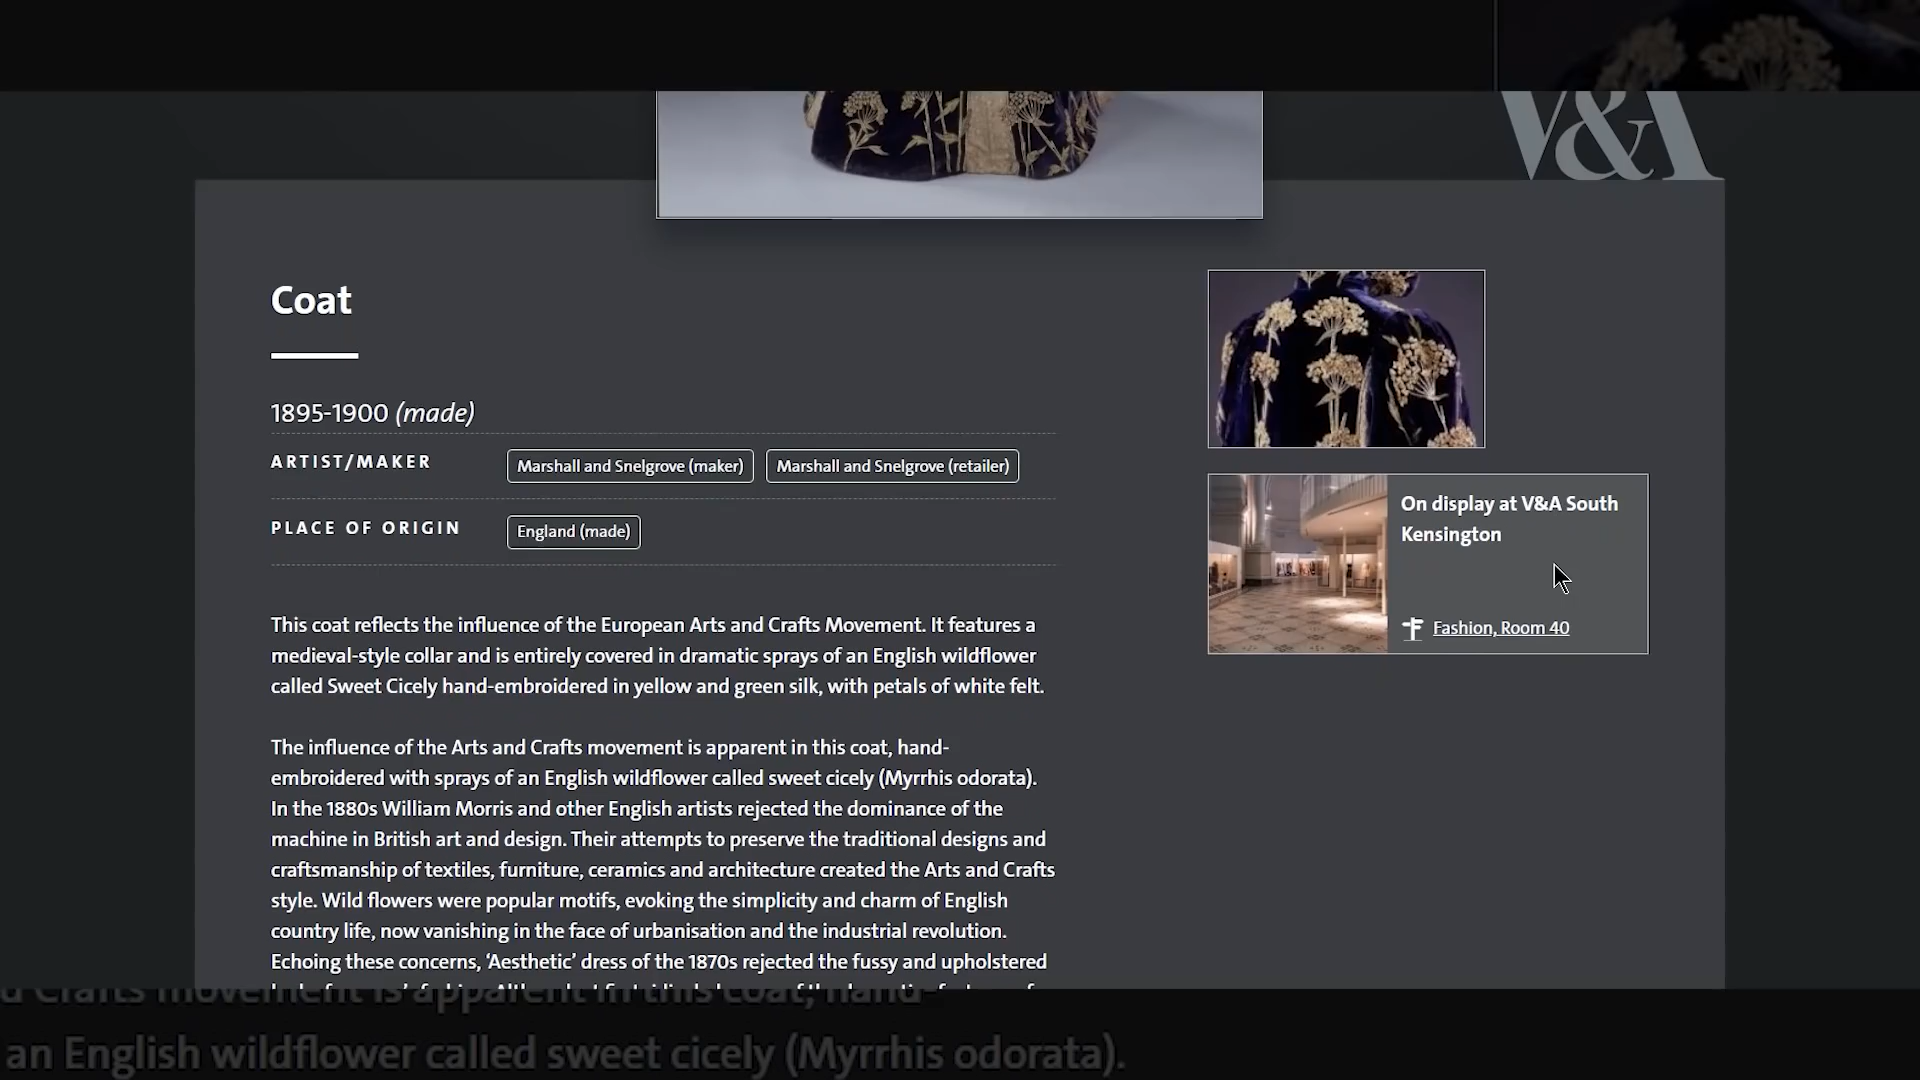 V&A
Coat
1895-1900 (made)
ARTIST/MAKER
Marshall and Snelgrove (maker)
Marshall and Snelgrove (retailer)
PLACE OF ORIGIN
England (made)
This coat reflects the influence of the European Arts and Crafts Movement. It features a
medieval-style collar and is entirely covered in dramatic sprays of an English wildflower
called Sweet Cicely hand-embroidered in yellow and green silk, with petals of white felt.
The influence of the Arts and Crafts movement is apparent in this coat, hand-
embroidered with sprays of an English wildflower called sweet cicely (Myrrhis odorata).
In the 1880s William Morris and other English artists rejected the dominance of the
machine in British art and design. Their attempts to preserve the traditional designs and
craftsmanship of textiles, furniture, ceramics and architecture created the Arts and Crafts
style. Wild flowers were popular motifs, evoking the simplicity and charm of English
country life, now vanishing in the face of urbanisation and the industrial revolution.
Echoing these concerns, ‘Aesthetic’ dress of the 1870s rejected the fussy and upholstered
On display at V&A South
Kensington
Fashion, Room 40
Crafts movement is apparent in this coat, hand-
an English wildflower called sweet cicely (Myrrhis odorata).